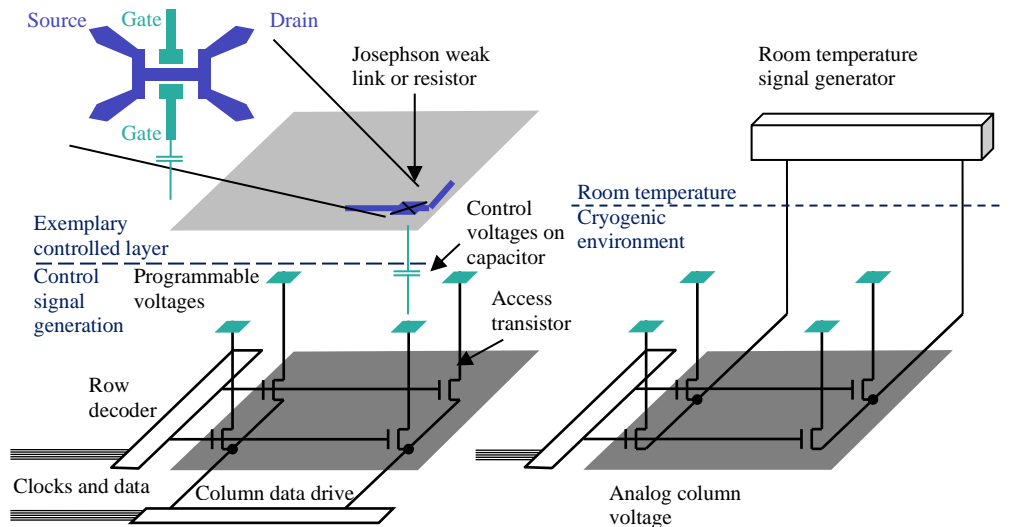 Source
Gate
Drain
Gate
Josephson weak
link or resistor
Exemplary
controlled layer
Control
signal
generation
Programmable
voltages
Control
voltages on
capacitor
Access
transistor
Row
decoder
Clocks and data
Column data drive
Room temperature
signal generator
Room temperature
Cryogenic
environment
Analog column
voltage